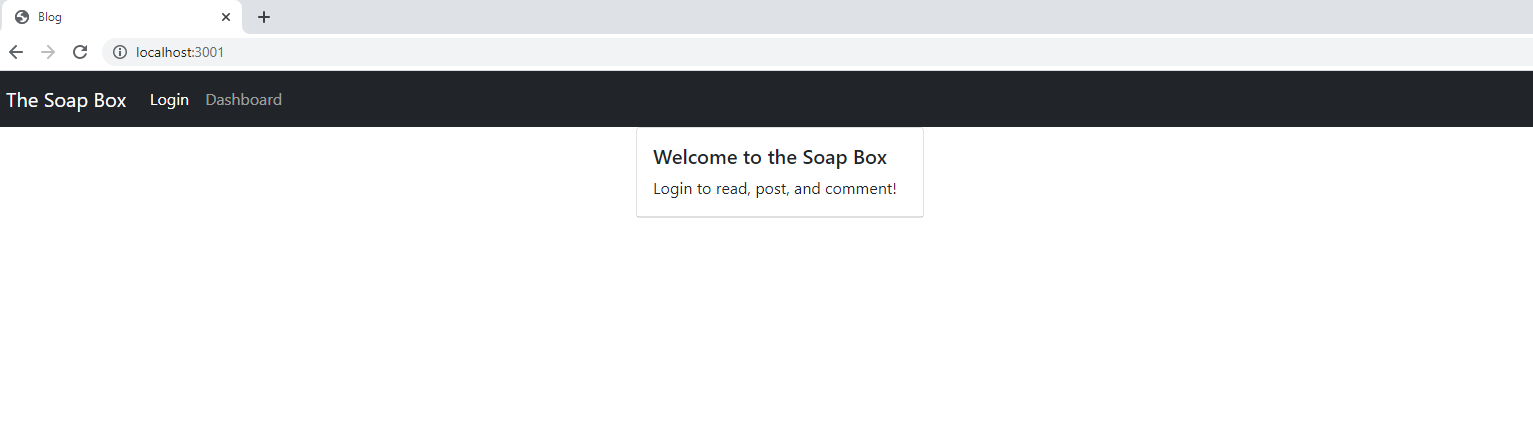 Blog
localhost:3001
The Soap Box Login Dashboard
Welcome to the Soap Box
Login to read, post, and comment!